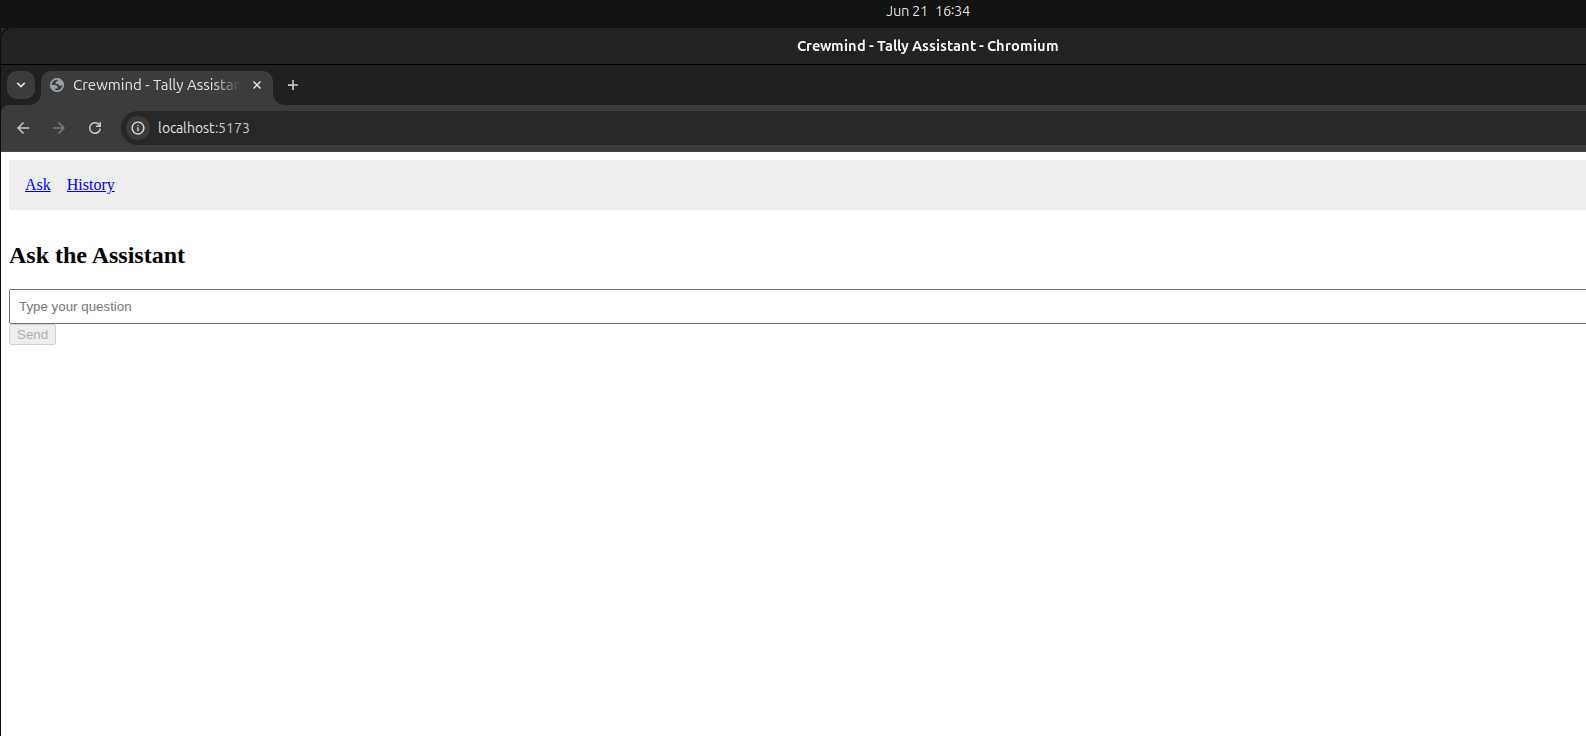 Jun 21 16:34
Crewmind - Tally Assistant - Chromium
Crewmind - Tally Assistan
localhost:5173
Ask History
Ask the Assistant
Type your question
Send